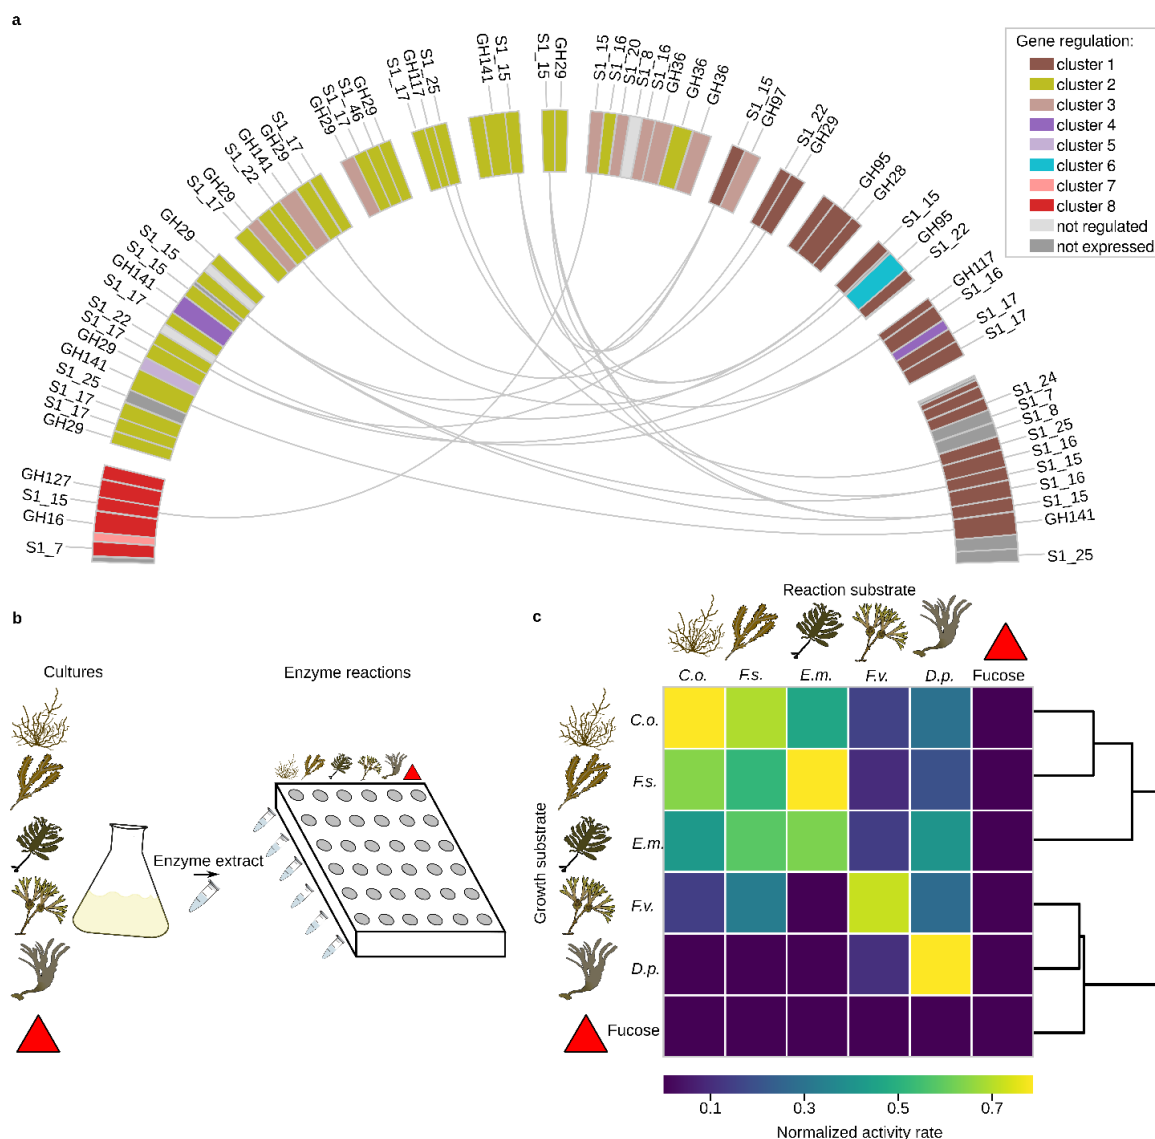 a
GH127
S1_15
GH16
S1_7
GH29
S1_17
S1_17
S1_25
GH141
GH29
S1_17
S1_22
S1_17
GH141
S1_15
S1_15
GH29
S1_17
GH29
S1_22
GH141
GH29
S1_17
GH29
S1_17
S1_46
GH29
S1_17
GH117
S1_25
GH141
S1_15
S1_15
GH29
S1_15
S1_16
S1_20
S1_8
S1_16
GH36
GH36
GH36
S1_15
GH97
S1_22
GH29
GH95
GH28
S1_15
GH95
S1_22
GH117
S1_16
S1_17
S1_17
S1_24
S1_7
S1_8
S1_25
S1_16
S1_15
S1_16
S1_15
GH141
S1_25
Gene regulation:
cluster 1
cluster 2
cluster 3
cluster 4
cluster 5
cluster 6
cluster 7
cluster 8
not regulated
not expressed
b
Cultures
Enzyme reactions
Enzyme extract
c
Reaction substrate
C.o. F.s. E.m. F.v. D.p. Fucose
Growth substrate
C.o.
F.s.
E.m.
F.v.
D.p.
Fucose
0.1 0.3 0.5 0.7
Normalized activity rate